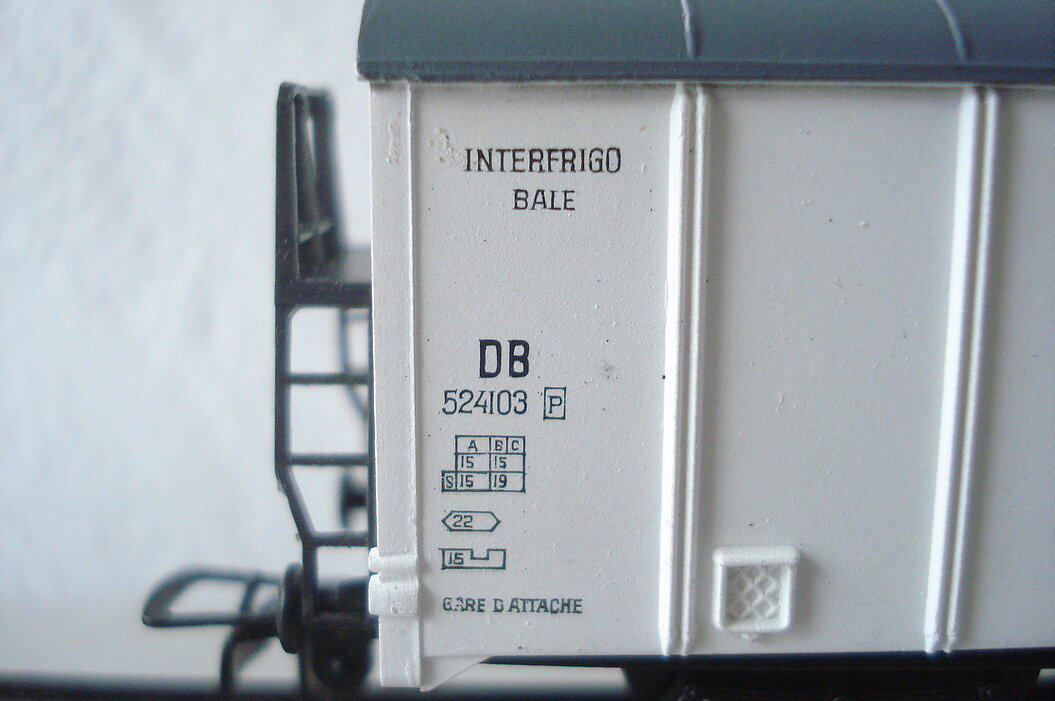 INTERFRIGO
BALE
DB
524103 P
A B C
15 15
S 15 19
22
15
GARE D ATTACHE